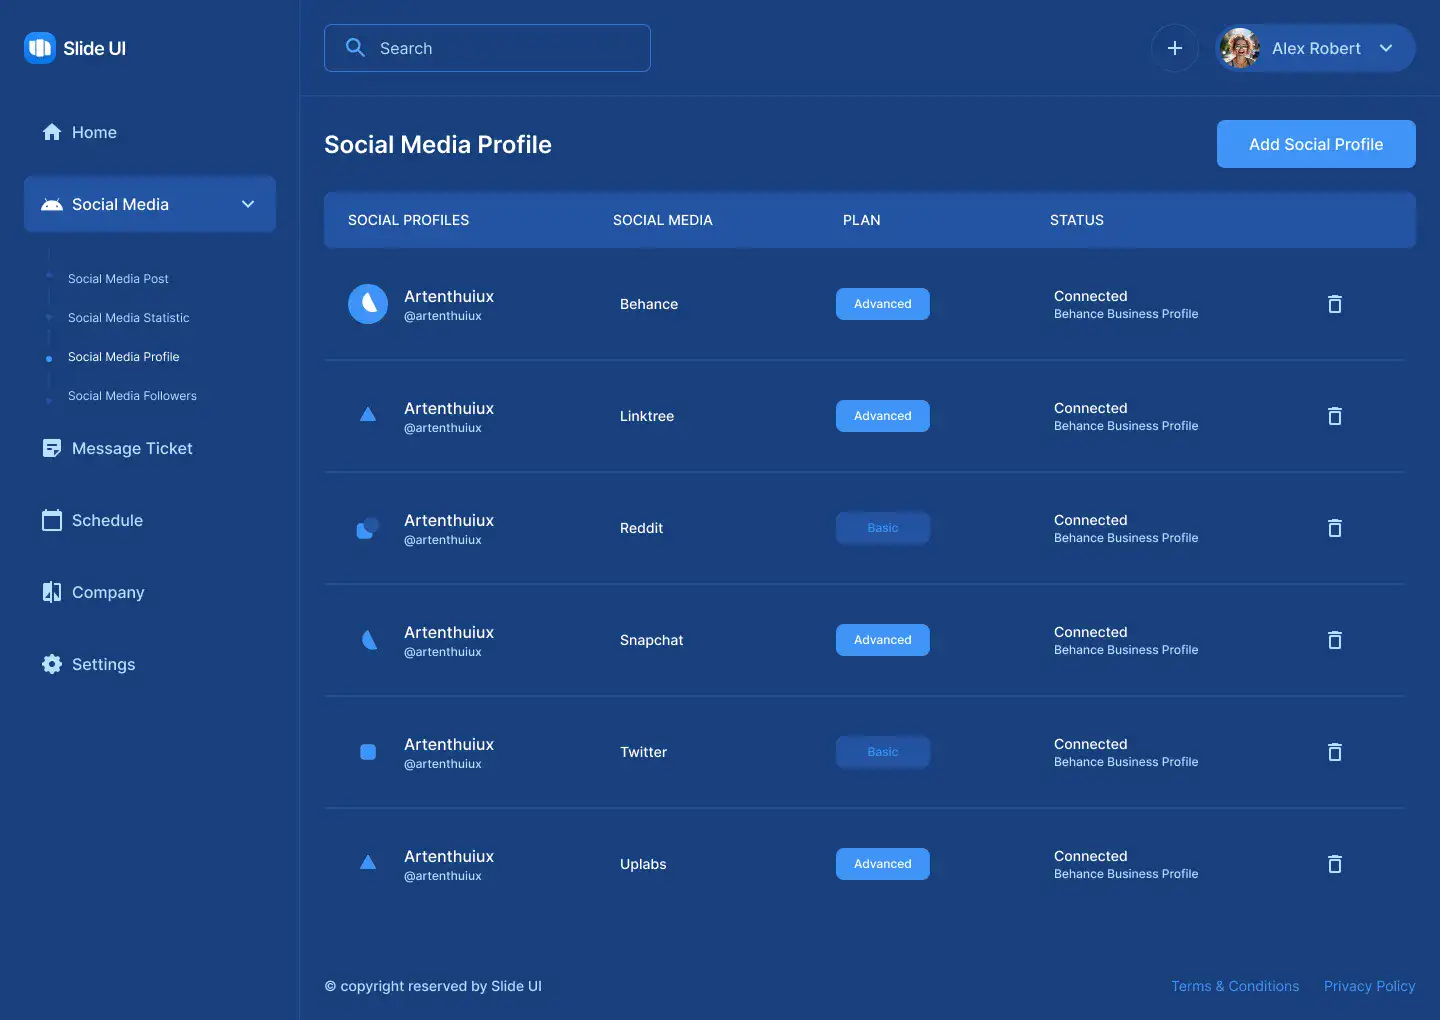 Slide UI
Search
Alex Robert
Home
Social Media
Social Media Post
Social Media Statistic
Social Media Profile
Social Media Followers
Message Ticket
Schedule
Company
Settings
Social Media Profile
Add Social Profile
SOCIAL PROFILES SOCIAL MEDIA PLAN STATUS
Artenthuiux
@artenthuiux
Behance
Advanced
Connected
Behance Business Profile
Artenthuiux
@artenthuiux
Linktree
Advanced
Connected
Behance Business Profile
Artenthuiux
@artenthuiux
Reddit
Basic
Connected
Behance Business Profile
Artenthuiux
@artenthuiux
Snapchat
Advanced
Connected
Behance Business Profile
Artenthuiux
@artenthuiux
Twitter
Basic
Connected
Behance Business Profile
Artenthuiux
@artenthuiux
Uplabs
Advanced
Connected
Behance Business Profile
© copyright reserved by Slide UI
Terms & Conditions Privacy Policy